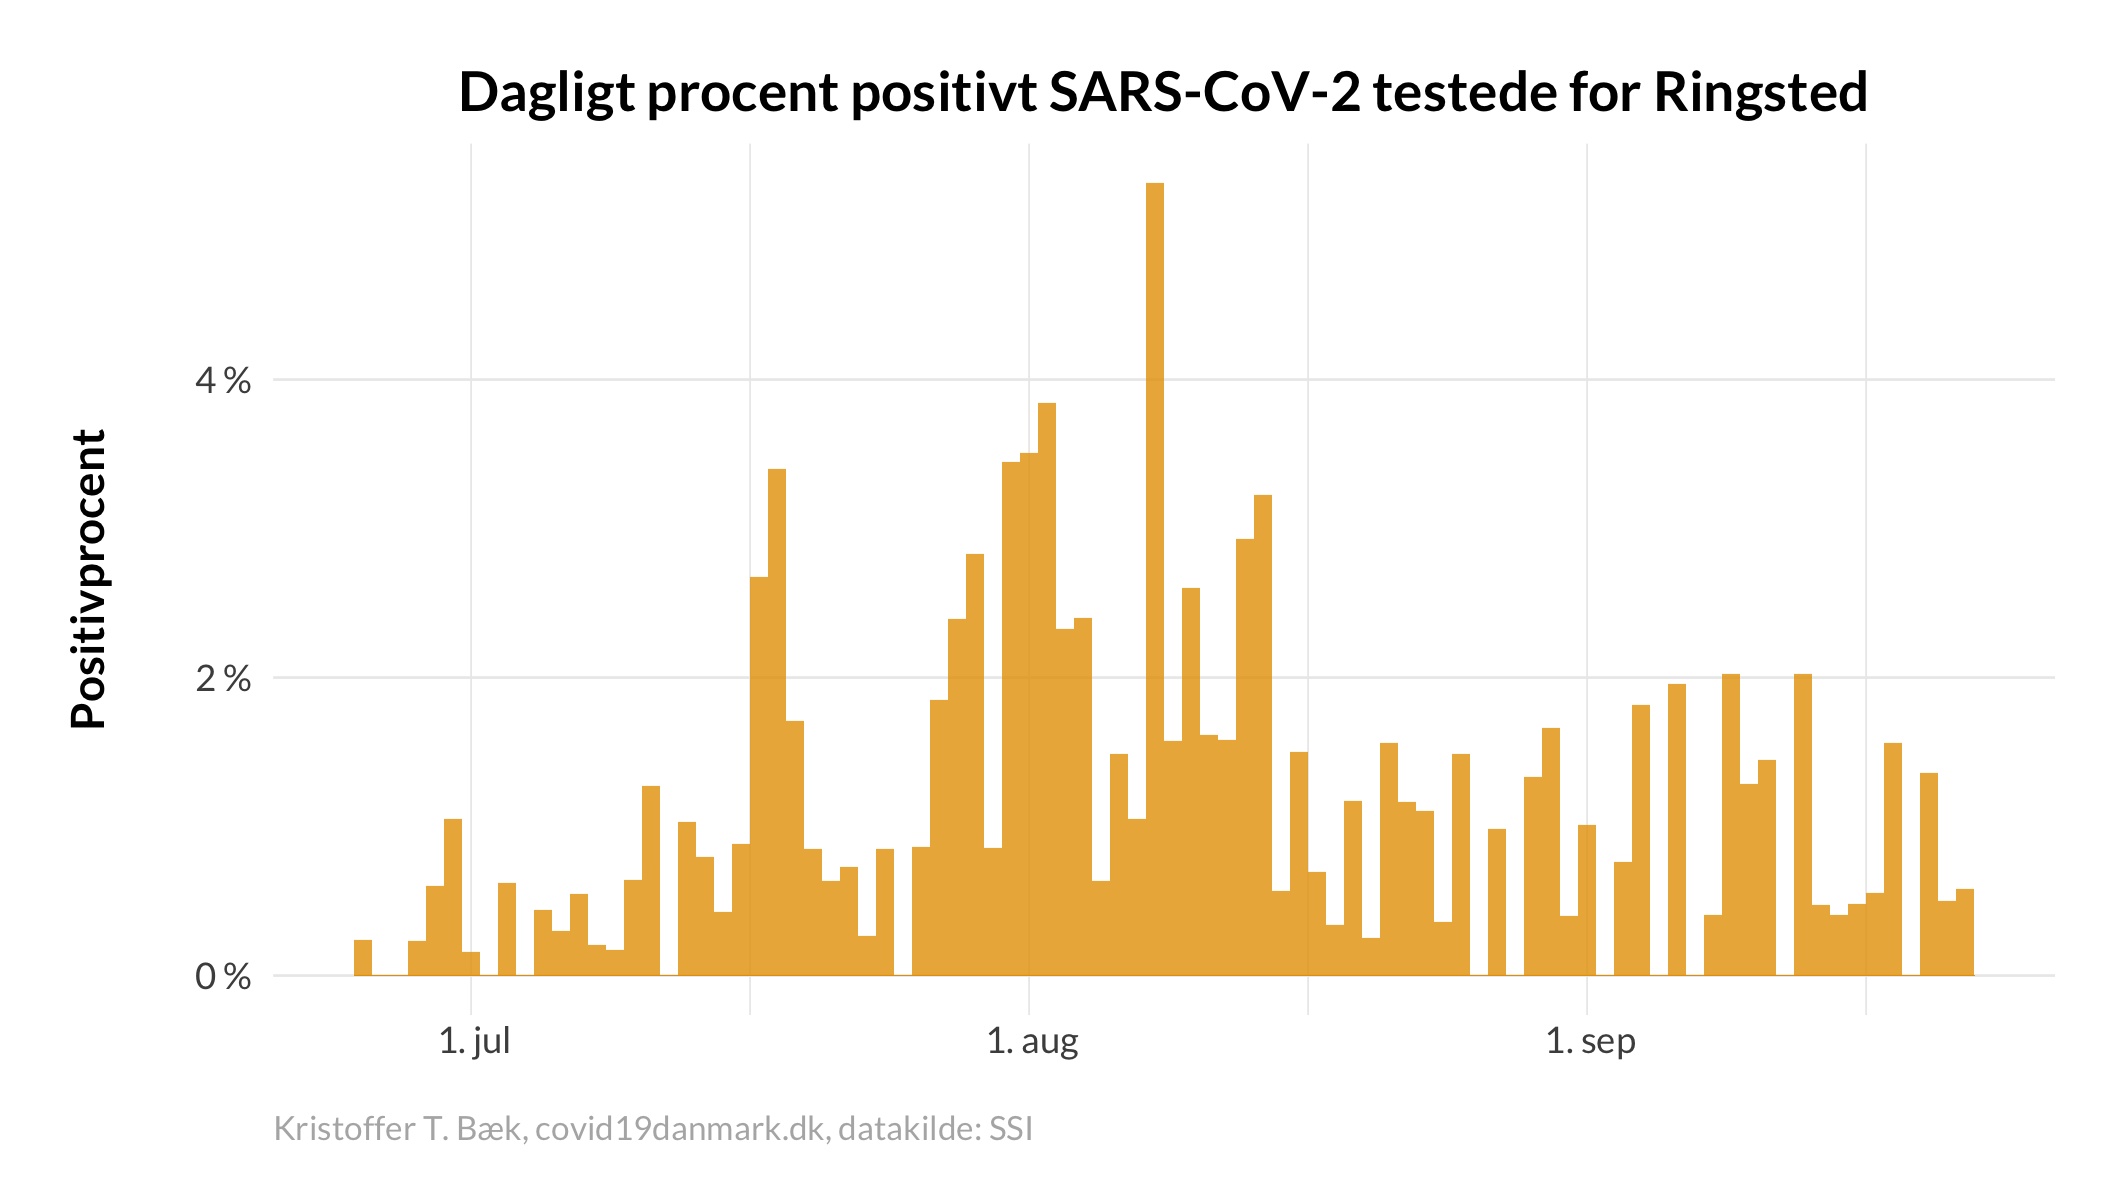 Dagligt procent positivt SARS-CoV-2 testede for Ringsted
Positivprocent
4 %
2 %
0 %
1. jul
1. aug
1. sep
Kristoffer T. Bæk, covid19danmark.dk, datakilde: SSI